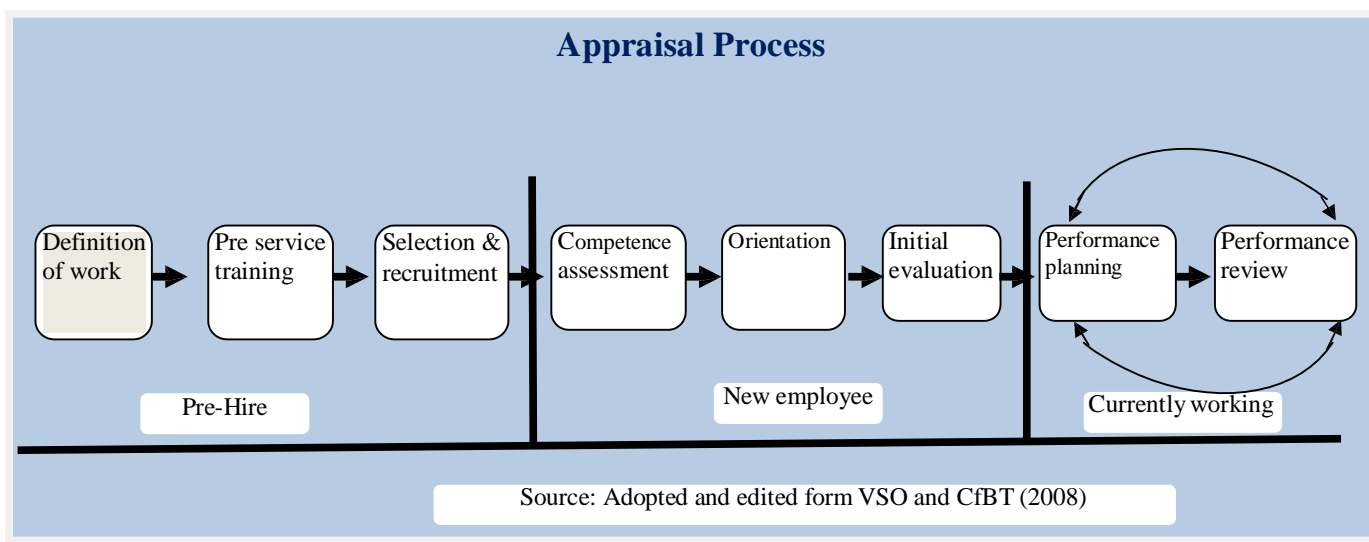 Appraisal Process
Definition
of work
Pre service
training
Selection &
recruitment
Competence
assessment
Orientation
Initial
evaluation
Performance
planning
Performance
review
Pre-Hire
New employee
Currently working
Source: Adopted and edited form VSO and CfBT (2008)